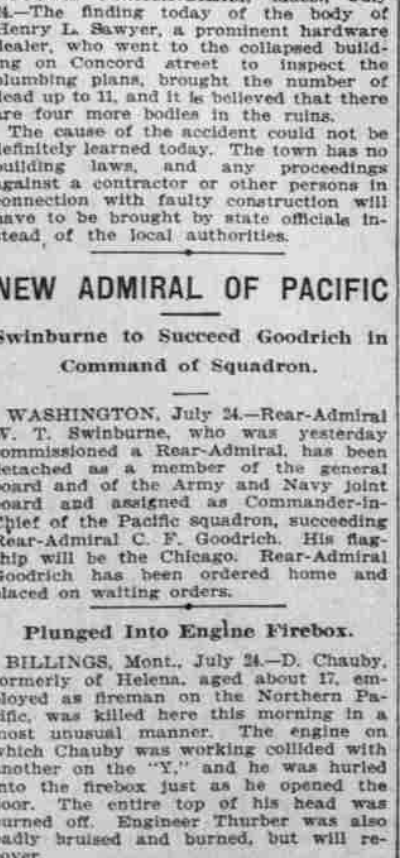 24.—The finding today of the body of
Henry L. Sawyer, a prominent hardware
dealer, who went to the collapsed build-
ng on Concord street to inspect the
plumbing plans, brought the number of
dead up to 11, and it is believed that there
are four more bodies in the ruins.
The cause of the accident could not be
definitely learned today. The town has no
building laws, and any proceedings
against a contractor or other persons in
connection with faulty construction will
have to be brought by state officials in-
stead of the local authorities.
NEW ADMIRAL OF PACIFIC
Swinburne to Succeed Goodrich in
Command of Squadron.
WASHINGTON, July 24.—Rear-Admiral
W. T. Swinburne, who was yesterday
commissioned a Rear-Admiral, has been
detached as a member of the general
board and of the Army and Navy joint
board and assigned as Commander-in-
Chief of the Pacific squadron, succeeding
Rear-Admiral C. F. Goodrich. His flag-
ship will be the Chicago. Rear-Admiral
Goodrich has been ordered home and
placed on waiting orders.
Plunged Into Engine Firebox.
BILLINGS, Mont., July 24.—D. Chauby,
formerly of Helena, aged about 17, em-
ployed as fireman on the Northern Pa-
cific, was killed here this morning in a
most unusual manner. The engine on
which Chauby was working collided with
another on the "Y," and he was hurled
into the firebox just as he opened the
door. The entire top of his head was
burned off. Engineer Thurber was also
badly bruised and burned, but will re-
cover.